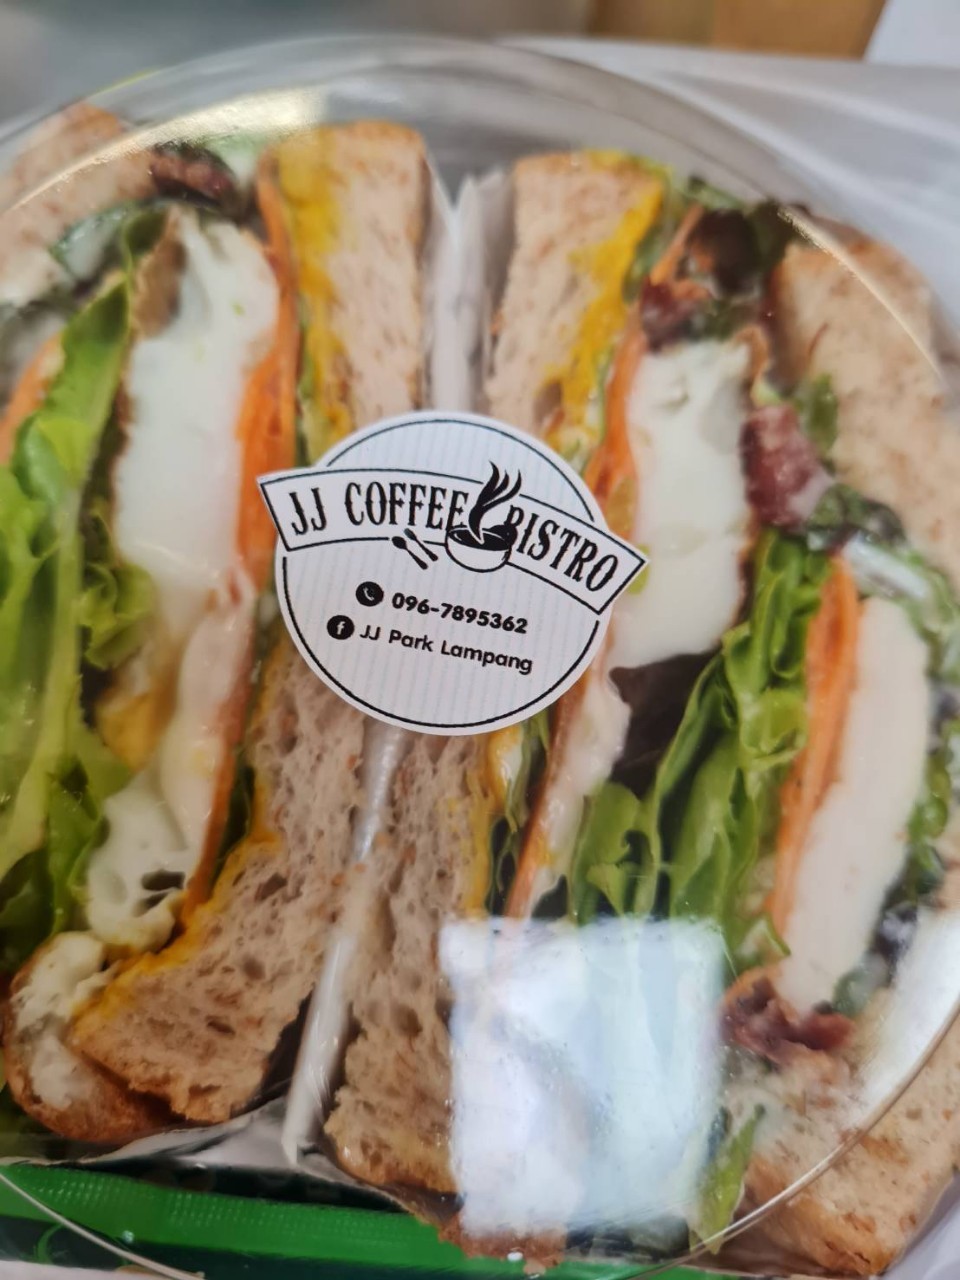 JJ COFFEE BISTRO
096-7895362
JJ Park Lampang